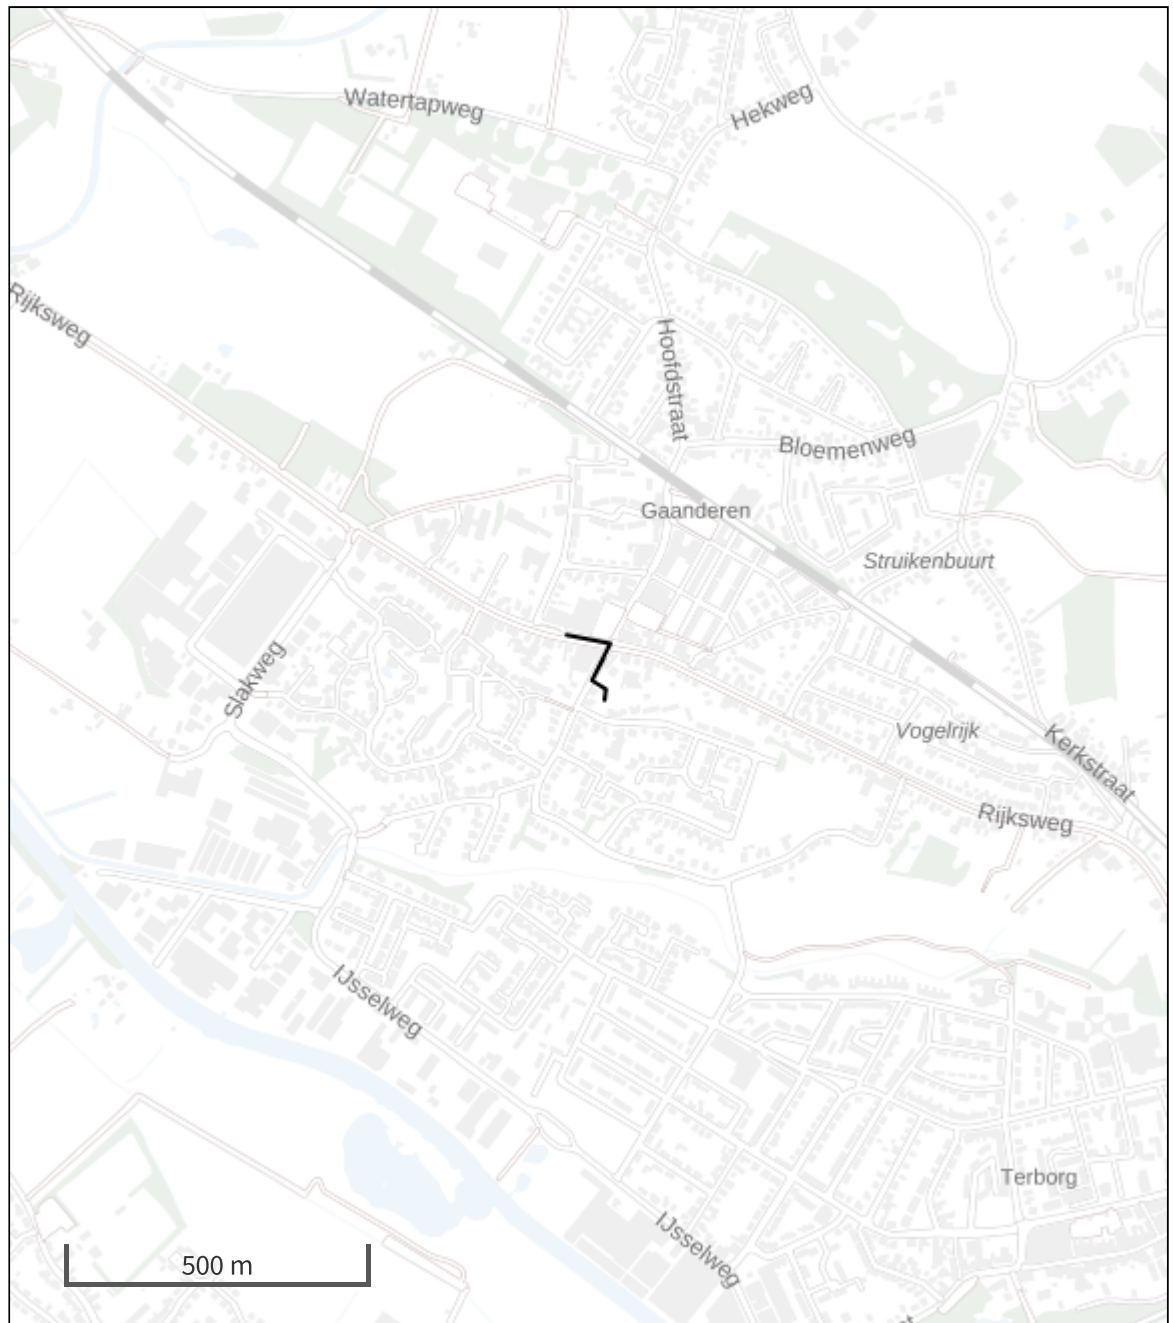 Watertapweg
Hekweg
Rijksweg
Hoofdstraat
Bloemenweg
Gaanderen
Struikenbuurt
Slakweg
Vogelrijk
Kerkstraat
Rijksweg
IJsselweg
Terborg
IJsselweg
500 m